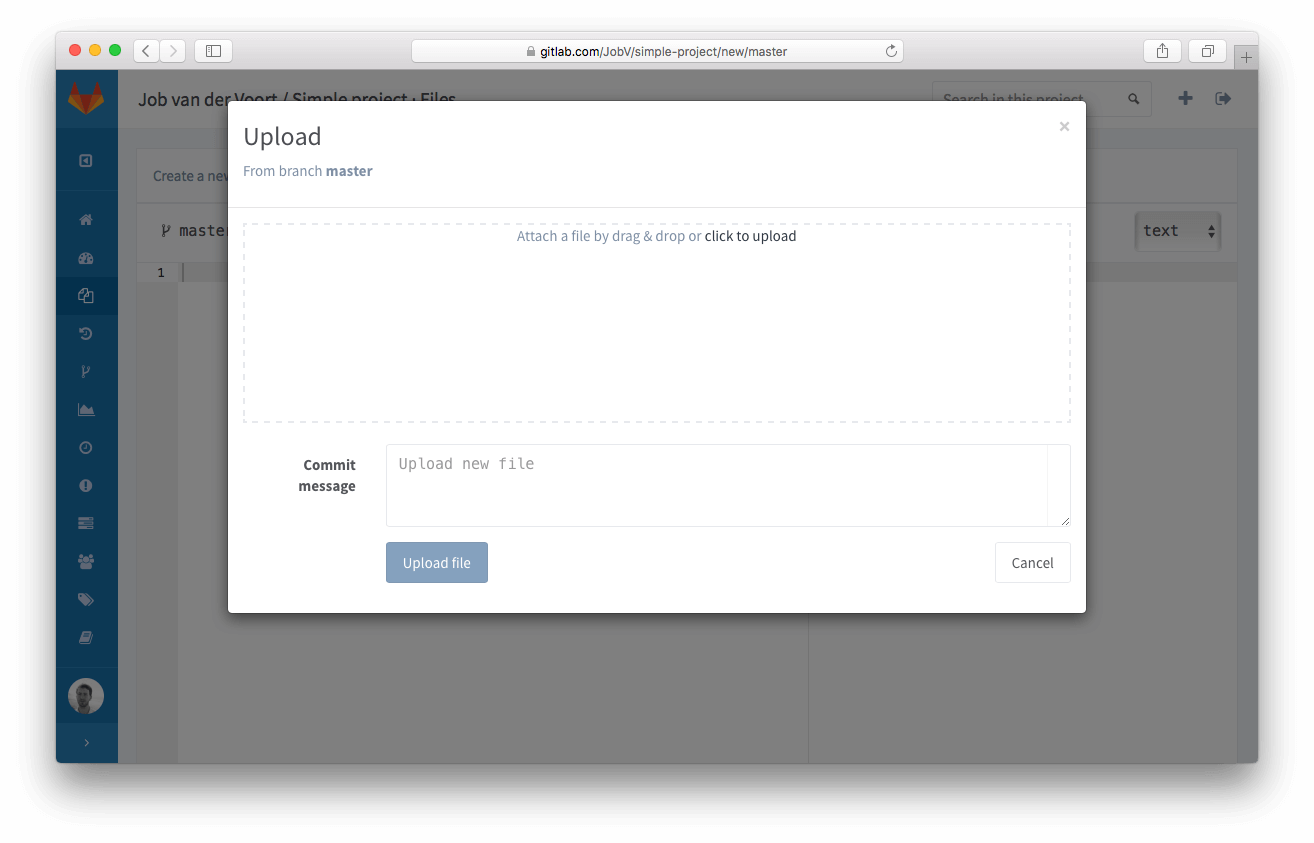 gitlab.com/JobV/simple-project/new/master
Job van der Voort / Simple project · Files
Search in this project
Upload
×
From branch master
Create a new
master
text
Attach a file by drag & drop or click to upload
1
Commit
message
Upload new file
Upload file
Cancel